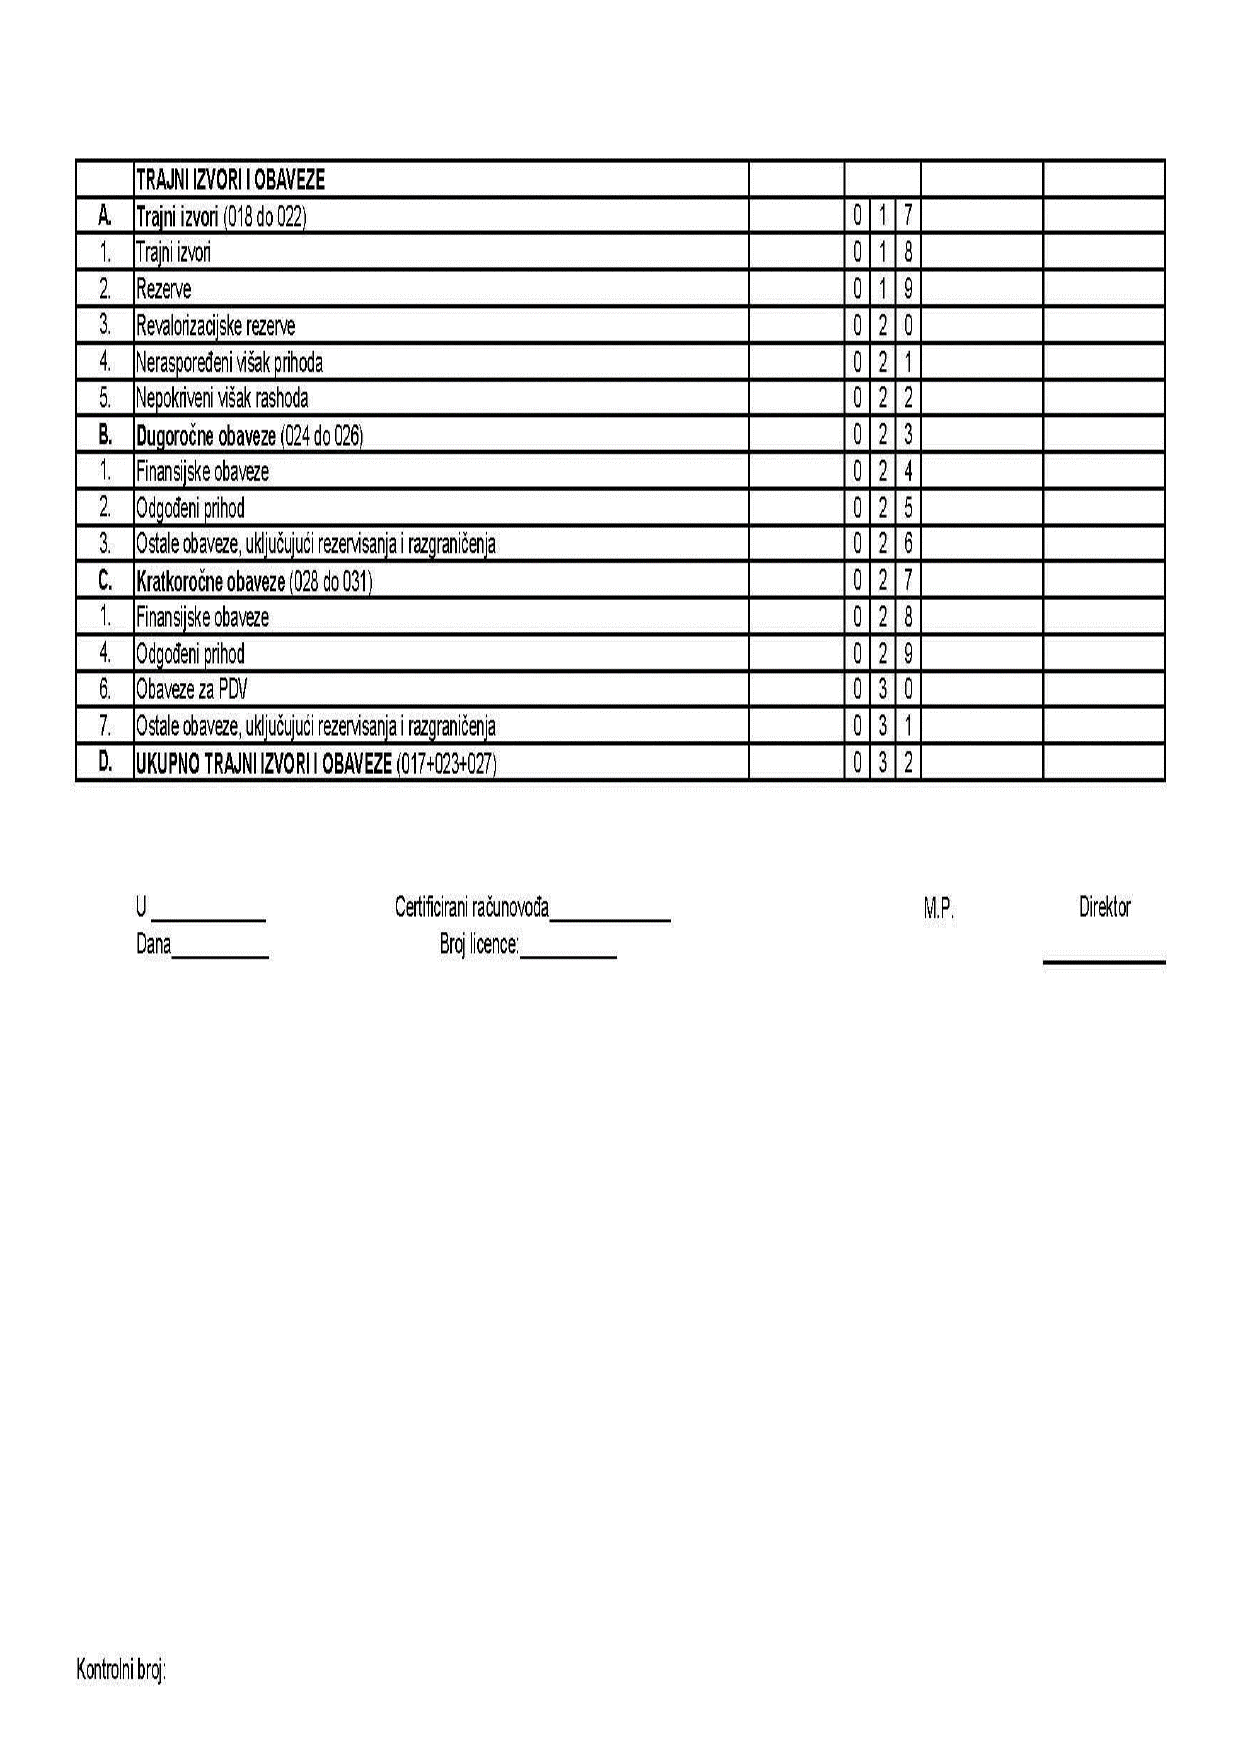 TRAJNI IZVORI I OBAVEZE
A. Trajni izvori (018 do 022) 0 1 7
1. Trajni izvori 0 1 8
2. Rezerve 0 1 9
3. Revalorizacijske rezerve 0 2 0
4. Neraspoređeni višak prihoda 0 2 1
5. Nepokriveni višak rashoda 0 2 2
B. Dugoročne obaveze (024 do 026) 0 2 3
1. Finansijske obaveze 0 2 4
2. Odgođeni prihod 0 2 5
3. Ostale obaveze, uključujući rezervisanja i razgraničenja 0 2 6
C. Kratkoročne obaveze (028 do 031) 0 2 7
1. Finansijske obaveze 0 2 8
4. Odgođeni prihod 0 2 9
6. Obaveze za PDV 0 3 0
7. Ostale obaveze, uključujući rezervisanja i razgraničenja 0 3 1
D. UKUPNO TRAJNI IZVORI I OBAVEZE (017+023+027) 0 3 2
U ____________ Certificirani računovođa____________ M.P. Direktor
Dana__________ Broj licence:__________ ____________
Kontrolni broj: